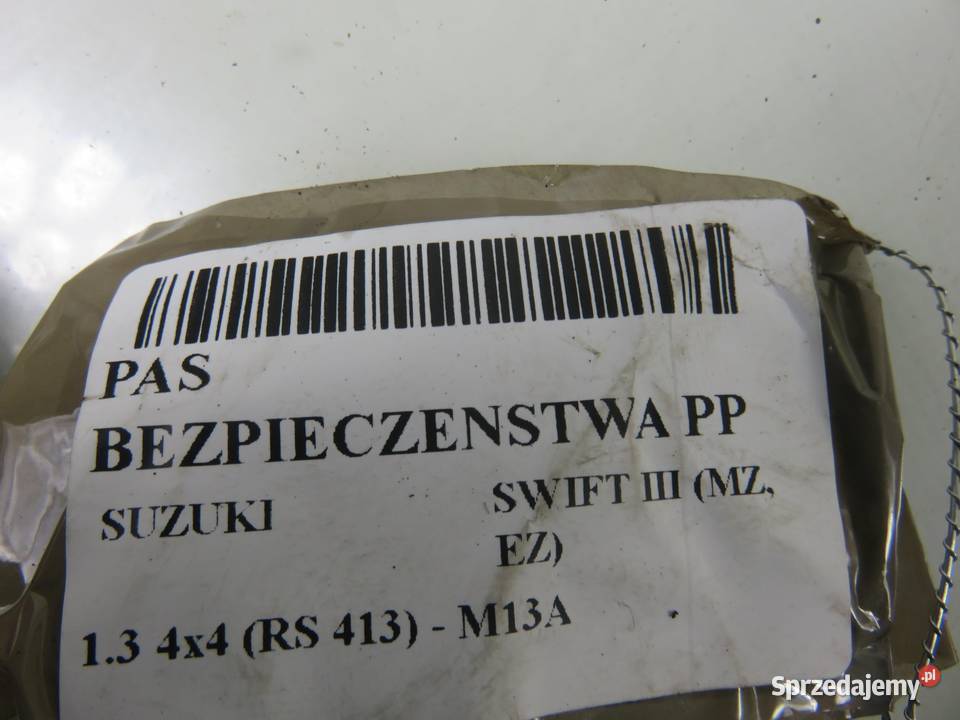 PAS
BEZPIECZENSTWA PP
SUZUKI
SWIFT III (MZ,
EZ)
1.3 4x4 (RS 413) - M13A
Sprzedajemy.pl